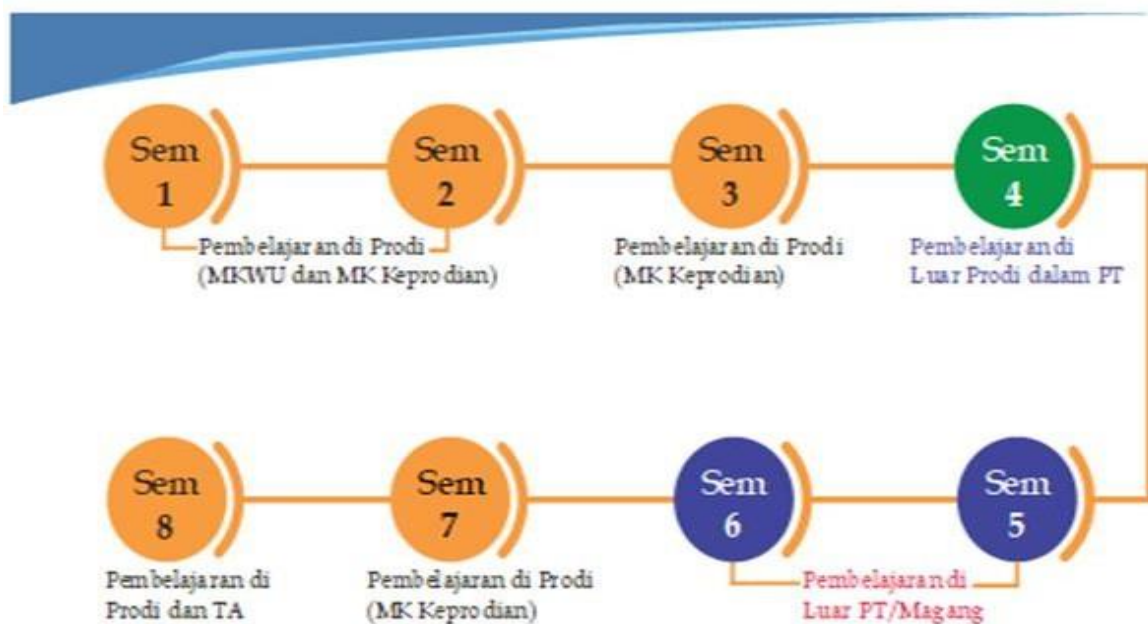 Sem
1
Sem
2
Sem
3
Sem
4
Pembelajaran di Prodi
(MKWU dan MK Keprodian)
Pembelajaran di Prodi
(MK Keprodian)
Pembelajaran di
Luar Prodi dalam PT
Sem
8
Sem
7
Sem
6
Sem
5
Pembelajaran di
Prodi dan TA
Pembelajaran di Prodi
(MK Keprodian)
Pembelajaran di
Luar PT/Magang